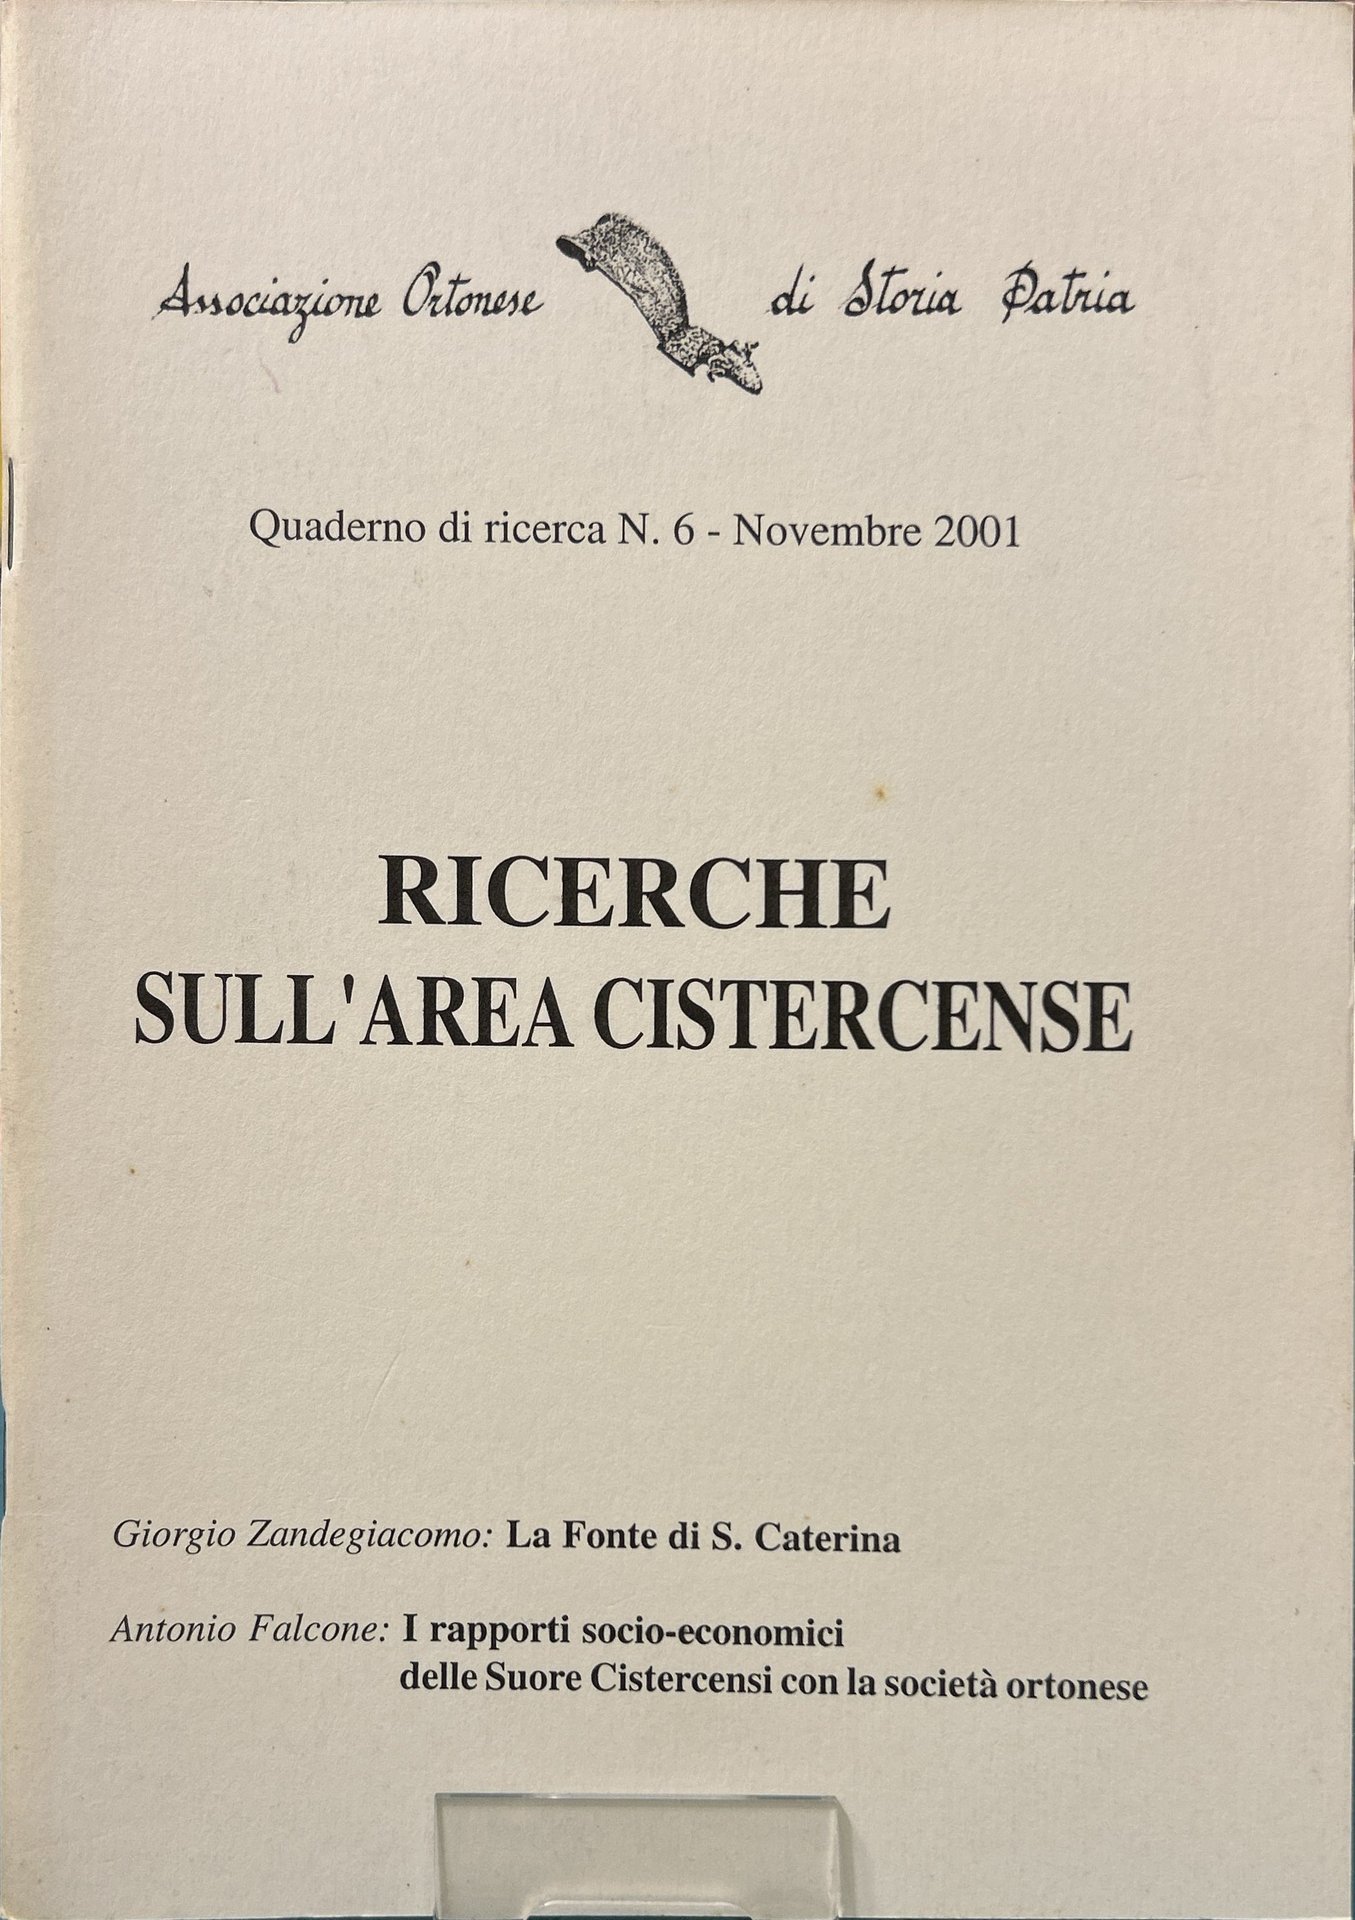 Associazione Ortonese di Storia Patria
Quaderno di ricerca N. 6 - Novembre 2001
RICERCHE
SULL'AREA CISTERCENSE
Giorgio Zandegiacomo: La Fonte di S. Caterina
Antonio Falcone: I rapporti socio-economici
delle Suore Cistercensi con la società ortonese